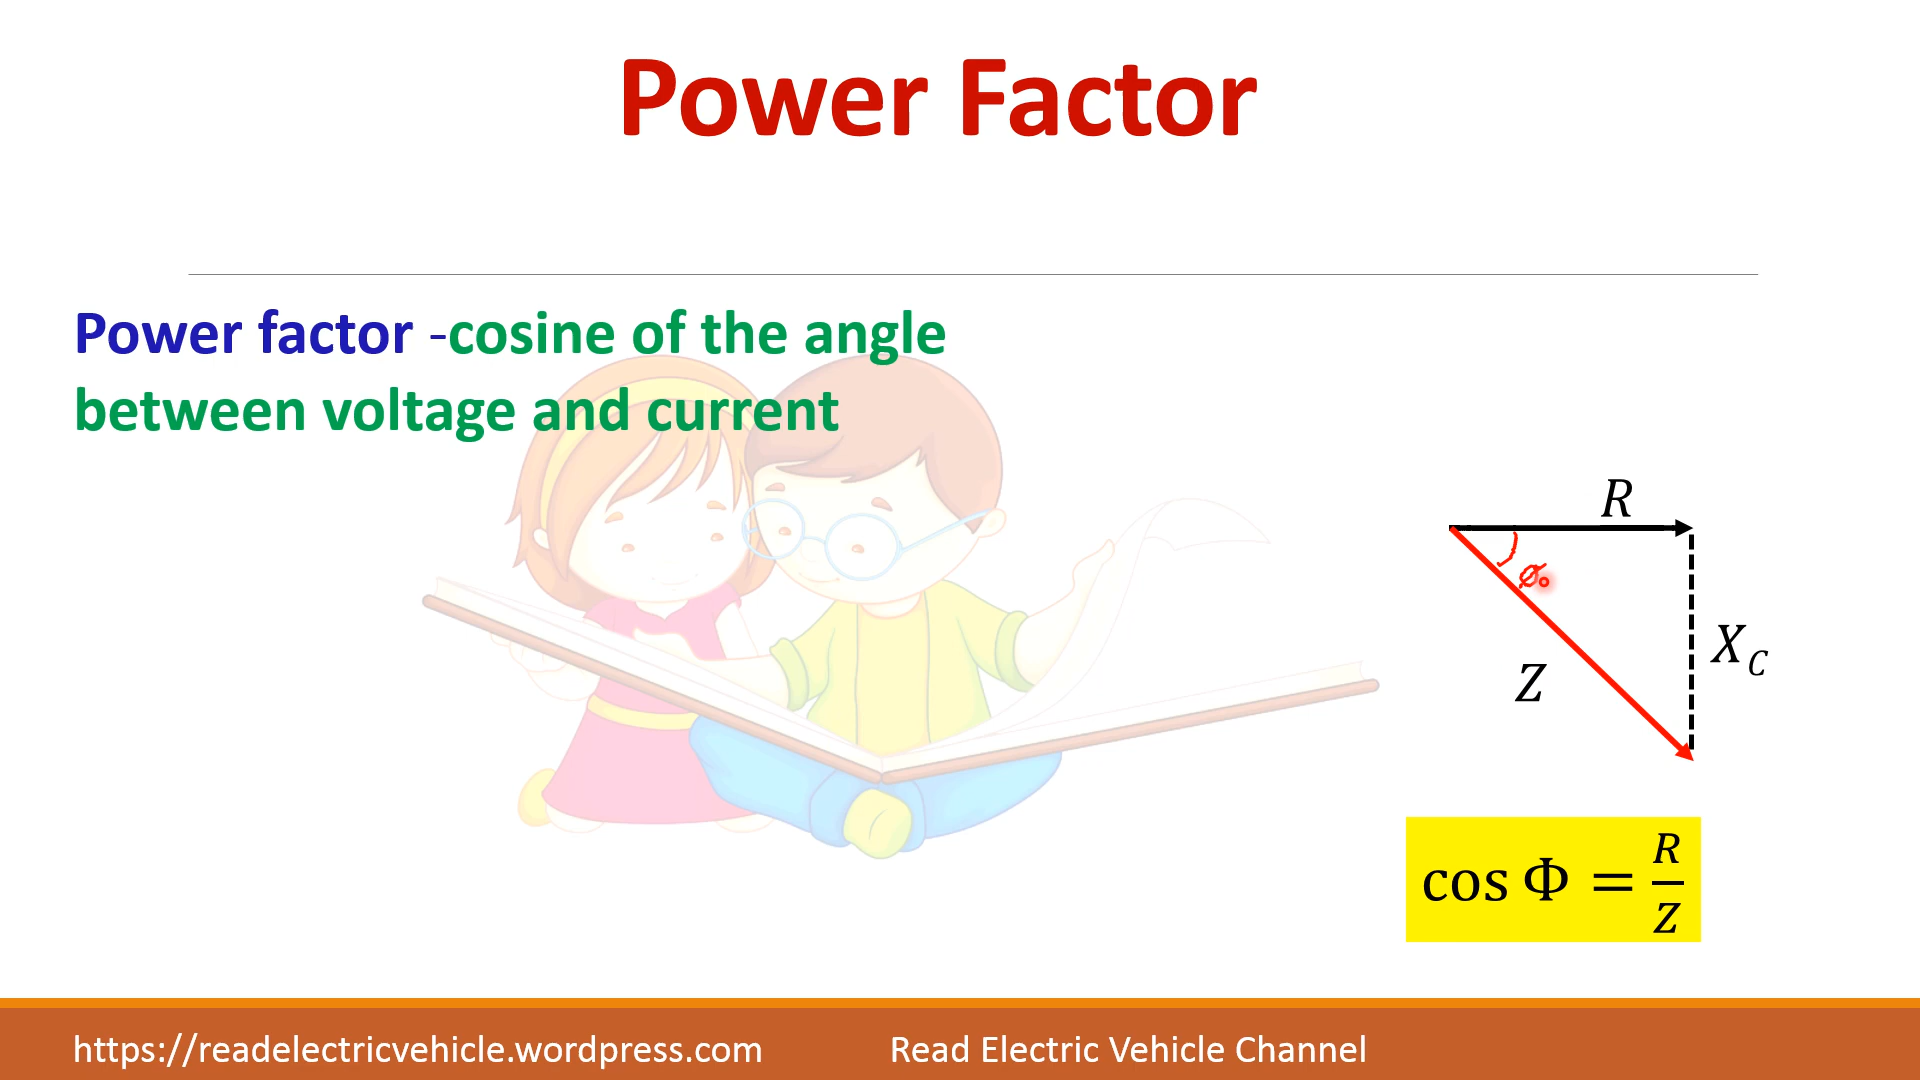 Power Factor
Power factor -cosine of the angle
between voltage and current
R
ϕ
X_C
Z
cos Φ = R/Z
https://readelectricvehicle.wordpress.com
Read Electric Vehicle Channel